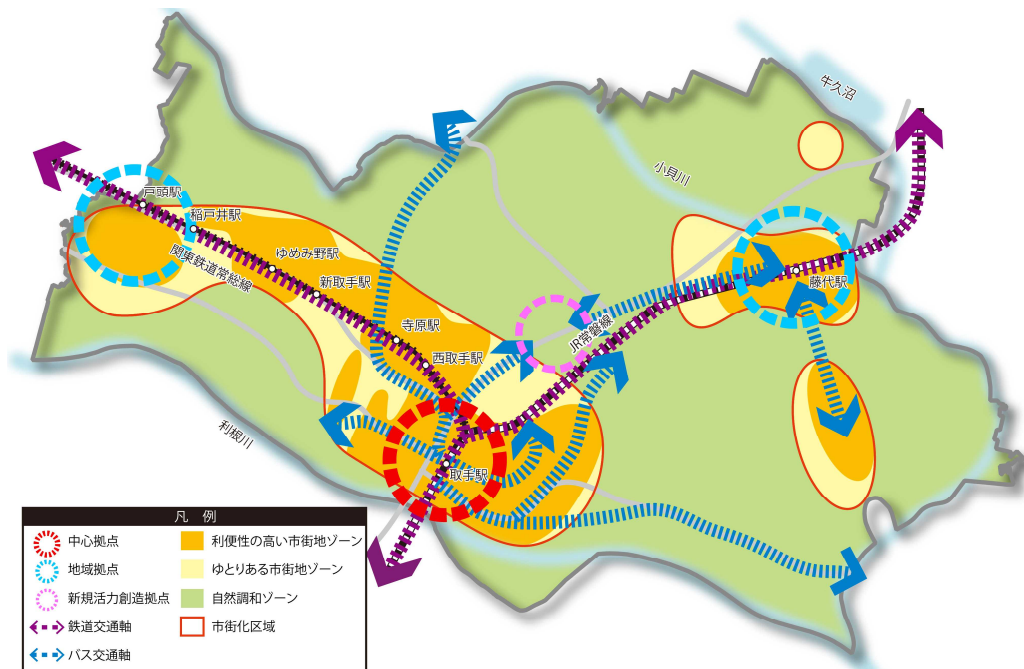 牛久沼
小貝川
戸頭駅
稲戸井駅
ゆめみ野駅
関東鉄道常総線
新取手駅
藤代駅
寺原駅
JR常磐線
西取手駅
利根川
取手駅
凡 例
中心拠点
利便性の高い市街地ゾーン
地域拠点
ゆとりある市街地ゾーン
新規活力創造拠点
自然調和ゾーン
鉄道交通軸
市街化区域
バス交通軸